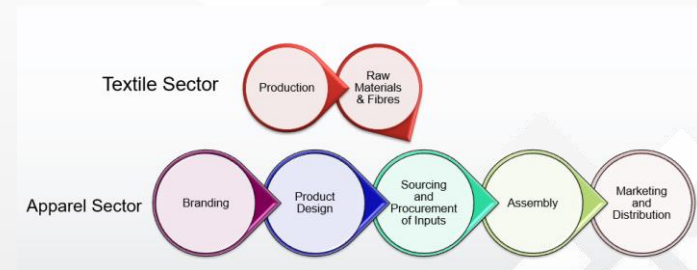 Textile Sector
Production
Raw
Materials
& Fibres
Apparel Sector
Branding
Product
Design
Sourcing
and
Procurement
of Inputs
Assembly
Marketing
and
Distribution